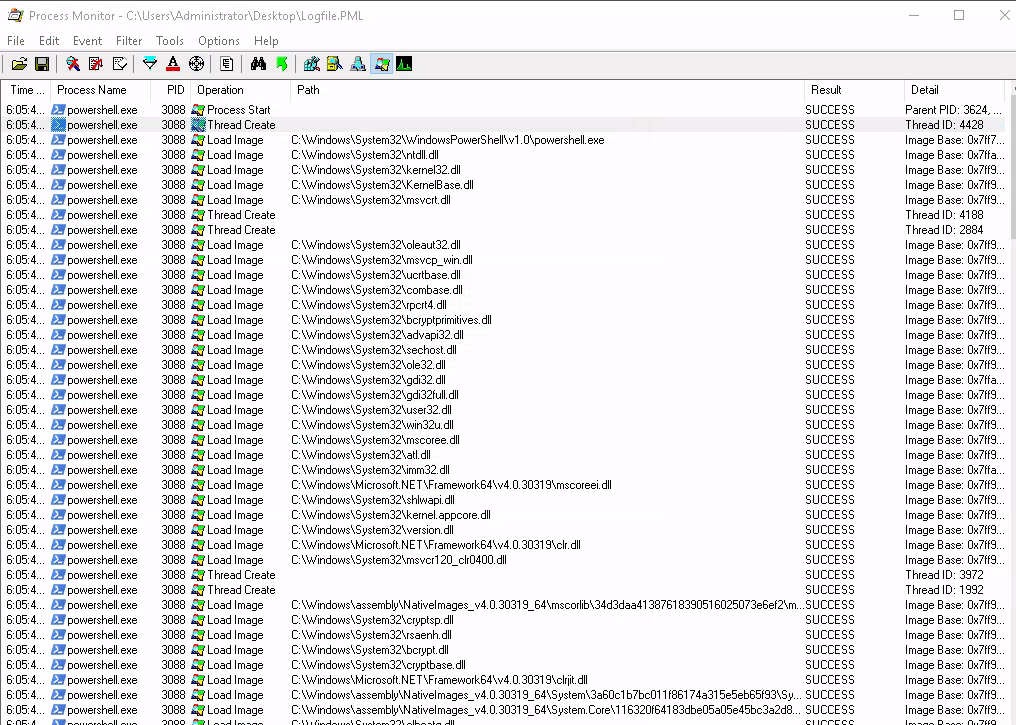 Process Monitor - C:\Users\Administrator\Desktop\Logfile.PML
File Edit Event Filter Tools Options Help
Time ... Process Name PID Operation Path Result Detail
6:05:4... powershell.exe 3088 Process Start SUCCESS Parent PID: 3624, ...
6:05:4... powershell.exe 3088 Thread Create SUCCESS Thread ID: 4428
6:05:4... powershell.exe 3088 Load Image C:\Windows\System32\WindowsPowerShell\v1.0\powershell.exe SUCCESS Image Base: 0x7ff7...
6:05:4... powershell.exe 3088 Load Image C:\Windows\System32\ntdll.dll SUCCESS Image Base: 0x7ffa...
6:05:4... powershell.exe 3088 Load Image C:\Windows\System32\kernel32.dll SUCCESS Image Base: 0x7ff9...
6:05:4... powershell.exe 3088 Load Image C:\Windows\System32\KernelBase.dll SUCCESS Image Base: 0x7ff9...
6:05:4... powershell.exe 3088 Load Image C:\Windows\System32\msvcrt.dll SUCCESS Image Base: 0x7ff9...
6:05:4... powershell.exe 3088 Thread Create SUCCESS Thread ID: 4188
6:05:4... powershell.exe 3088 Thread Create SUCCESS Thread ID: 2884
6:05:4... powershell.exe 3088 Load Image C:\Windows\System32\oleaut32.dll SUCCESS Image Base: 0x7ff9...
6:05:4... powershell.exe 3088 Load Image C:\Windows\System32\msvcp_win.dll SUCCESS Image Base: 0x7ff9...
6:05:4... powershell.exe 3088 Load Image C:\Windows\System32\ucrtbase.dll SUCCESS Image Base: 0x7ff9...
6:05:4... powershell.exe 3088 Load Image C:\Windows\System32\combase.dll SUCCESS Image Base: 0x7ff9...
6:05:4... powershell.exe 3088 Load Image C:\Windows\System32\rpcrt4.dll SUCCESS Image Base: 0x7ff9...
6:05:4... powershell.exe 3088 Load Image C:\Windows\System32\bcryptprimitives.dll SUCCESS Image Base: 0x7ff9...
6:05:4... powershell.exe 3088 Load Image C:\Windows\System32\advapi32.dll SUCCESS Image Base: 0x7ff9...
6:05:4... powershell.exe 3088 Load Image C:\Windows\System32\sechost.dll SUCCESS Image Base: 0x7ff9...
6:05:4... powershell.exe 3088 Load Image C:\Windows\System32\ole32.dll SUCCESS Image Base: 0x7ff9...
6:05:4... powershell.exe 3088 Load Image C:\Windows\System32\gdi32.dll SUCCESS Image Base: 0x7ffa...
6:05:4... powershell.exe 3088 Load Image C:\Windows\System32\gdi32full.dll SUCCESS Image Base: 0x7ff9...
6:05:4... powershell.exe 3088 Load Image C:\Windows\System32\user32.dll SUCCESS Image Base: 0x7ff9...
6:05:4... powershell.exe 3088 Load Image C:\Windows\System32\win32u.dll SUCCESS Image Base: 0x7ff9...
6:05:4... powershell.exe 3088 Load Image C:\Windows\System32\mscoree.dll SUCCESS Image Base: 0x7ff9...
6:05:4... powershell.exe 3088 Load Image C:\Windows\System32\atl.dll SUCCESS Image Base: 0x7ff9...
6:05:4... powershell.exe 3088 Load Image C:\Windows\System32\imm32.dll SUCCESS Image Base: 0x7ffa...
6:05:4... powershell.exe 3088 Load Image C:\Windows\Microsoft.NET\Framework64\v4.0.30319\mscoreei.dll SUCCESS Image Base: 0x7ff9...
6:05:4... powershell.exe 3088 Load Image C:\Windows\System32\shlwapi.dll SUCCESS Image Base: 0x7ff9...
6:05:4... powershell.exe 3088 Load Image C:\Windows\System32\kernel.appcore.dll SUCCESS Image Base: 0x7ff9...
6:05:4... powershell.exe 3088 Load Image C:\Windows\System32\version.dll SUCCESS Image Base: 0x7ff9...
6:05:4... powershell.exe 3088 Load Image C:\Windows\Microsoft.NET\Framework64\v4.0.30319\clr.dll SUCCESS Image Base: 0x7ff9...
6:05:4... powershell.exe 3088 Load Image C:\Windows\System32\msvcr120_clr0400.dll SUCCESS Image Base: 0x7ff9...
6:05:4... powershell.exe 3088 Thread Create SUCCESS Thread ID: 3972
6:05:4... powershell.exe 3088 Thread Create SUCCESS Thread ID: 1992
6:05:4... powershell.exe 3088 Load Image C:\Windows\assembly\NativeImages_v4.0.30319_64\mscorlib\34d3daa41387618390516025073e6ef2\m... SUCCESS Image Base: 0x7ff9...
6:05:4... powershell.exe 3088 Load Image C:\Windows\System32\cryptsp.dll SUCCESS Image Base: 0x7ff9...
6:05:4... powershell.exe 3088 Load Image C:\Windows\System32\rsaenh.dll SUCCESS Image Base: 0x7ff9...
6:05:4... powershell.exe 3088 Load Image C:\Windows\System32\bcrypt.dll SUCCESS Image Base: 0x7ff9...
6:05:4... powershell.exe 3088 Load Image C:\Windows\System32\cryptbase.dll SUCCESS Image Base: 0x7ff9...
6:05:4... powershell.exe 3088 Load Image C:\Windows\Microsoft.NET\Framework64\v4.0.30319\clrjit.dll SUCCESS Image Base: 0x7ff9...
6:05:4... powershell.exe 3088 Load Image C:\Windows\assembly\NativeImages_v4.0.30319_64\System\3a60c1b7bc011f86174a315e5eb65f93\Sy... SUCCESS Image Base: 0x7ff9...
6:05:4... powershell.exe 3088 Load Image C:\Windows\assembly\NativeImages_v4.0.30319_64\System.Core\116320f64183dbe05a05e45bc3a2d8... SUCCESS Image Base: 0x7ff9...